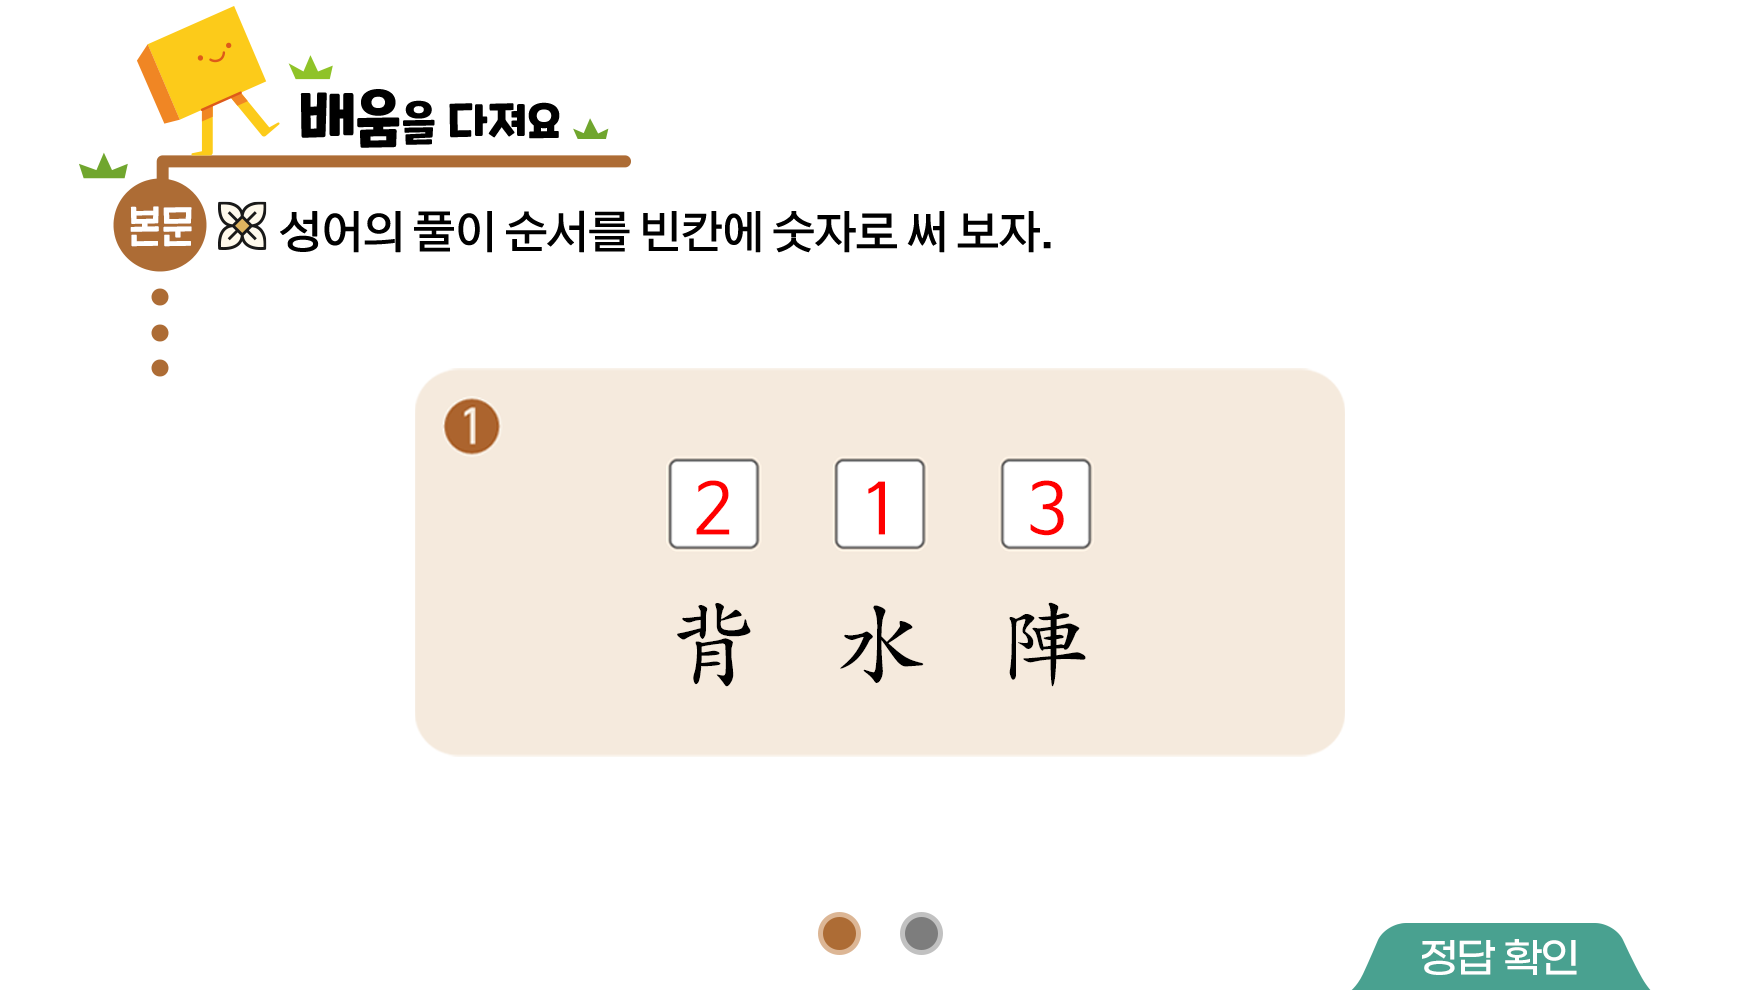 배움을 다져요
본문 성어의 풀이 순서를 빈칸에 숫자로 써 보자.
1
2 1 3
背 水 陣
정답 확인